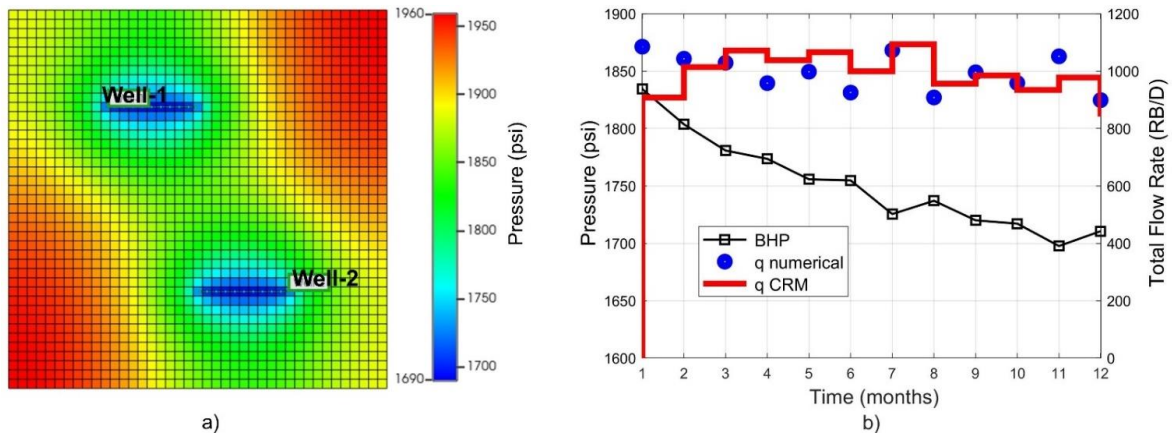 Well-1
Well-2
1960
1950
1900
1850
1800
1750
1700
1690
Pressure (psi)
a)
1900
1850
1800
1750
1700
1650
1600
Pressure (psi)
BHP
q numerical
q CRM
1200
1000
800
600
400
200
0
Total Flow Rate (RB/D)
1 2 3 4 5 6 7 8 9 10 11 12
Time (months)
b)